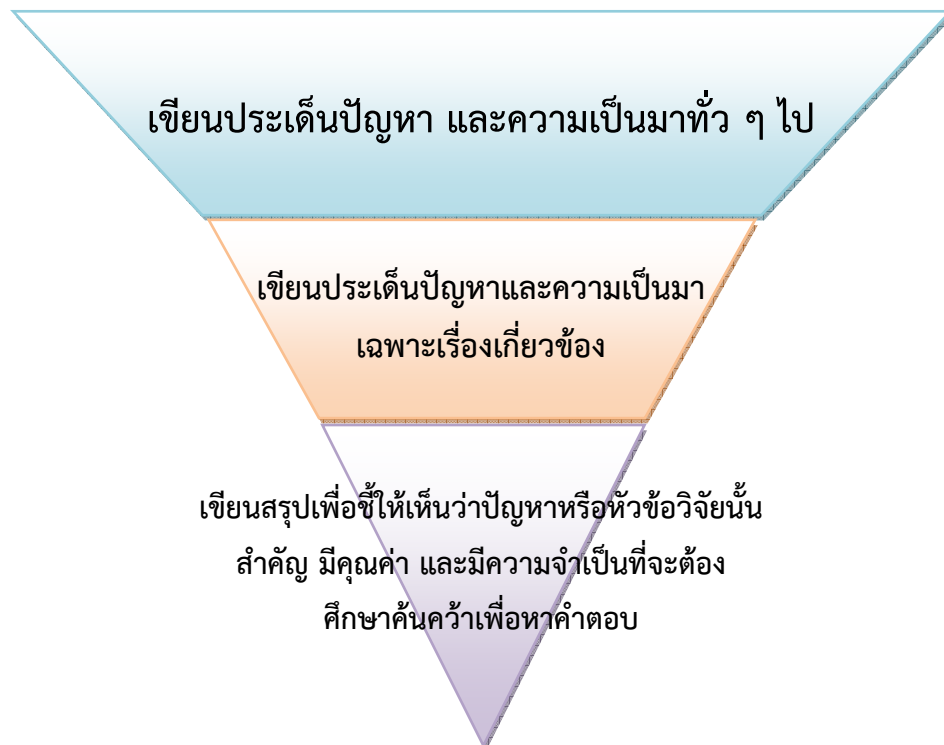 เขียนประเด็นปัญหา และความเป็นมาทั่ว ๆ ไป
เขียนประเด็นปัญหาและความเป็นมา
เฉพาะเรื่องเกี่ยวข้อง
เขียนสรุปเพื่อชี้ให้เห็นว่าปัญหาหรือหัวข้อวิจัยนั้น
สำคัญ มีคุณค่า และมีความจำเป็นที่จะต้อง
ศึกษาค้นคว้าเพื่อหาคำตอบ